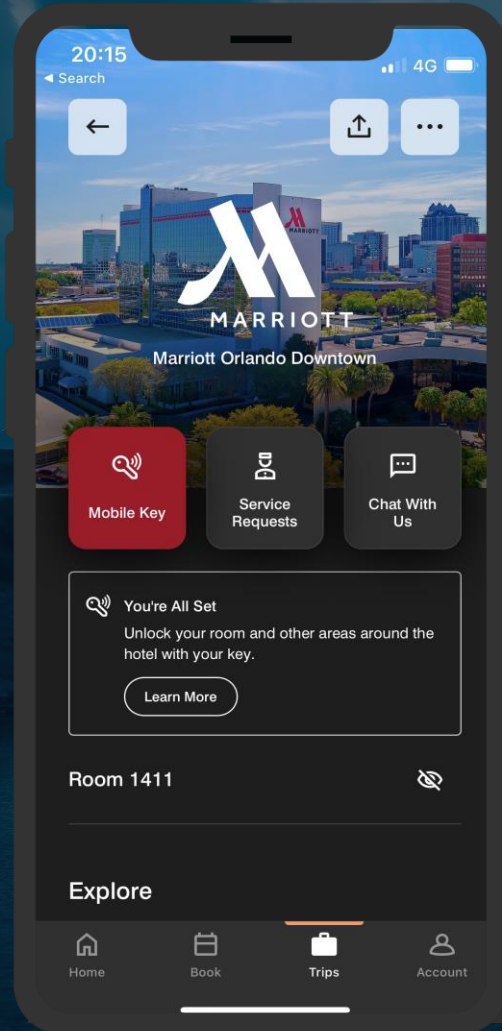 20:15
4G
Search
MARRIOTT
MARRIOTT
Marriott Orlando Downtown
Mobile Key
Service
Requests
Chat With
Us
You're All Set
Unlock your room and other areas around the
hotel with your key.
Learn More
Room 1411
Explore
Home
Book
Trips
Account